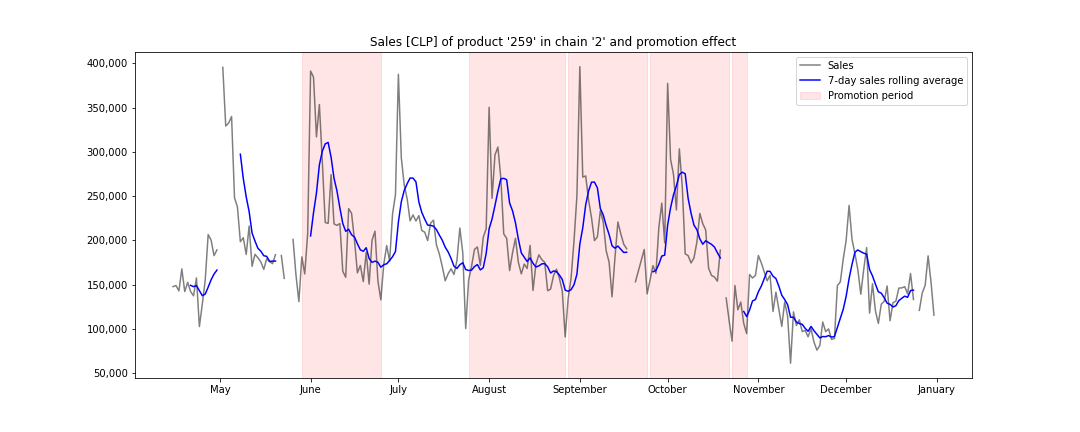 Sales [CLP] of product '259' in chain '2' and promotion effect
400,000
350,000
300,000
250,000
200,000
150,000
100,000
50,000
Sales
7-day sales rolling average
Promotion period
May June July August September October November December January